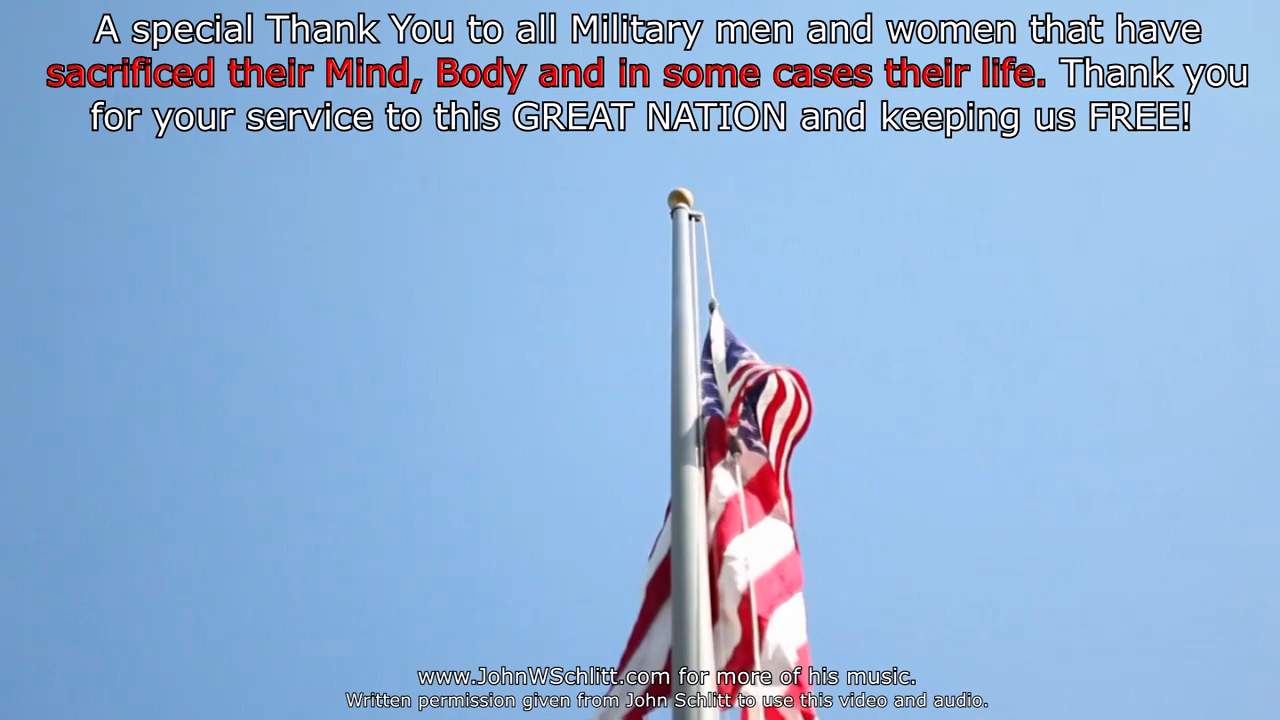 A special Thank You to all Military men and women that have
sacrificed their Mind, Body and in some cases their life. Thank you
for your service to this GREAT NATION and keeping us FREE!
www.JohnWSchlitt.com for more of his music.
Written permission given from John Schlitt to use this video and audio.